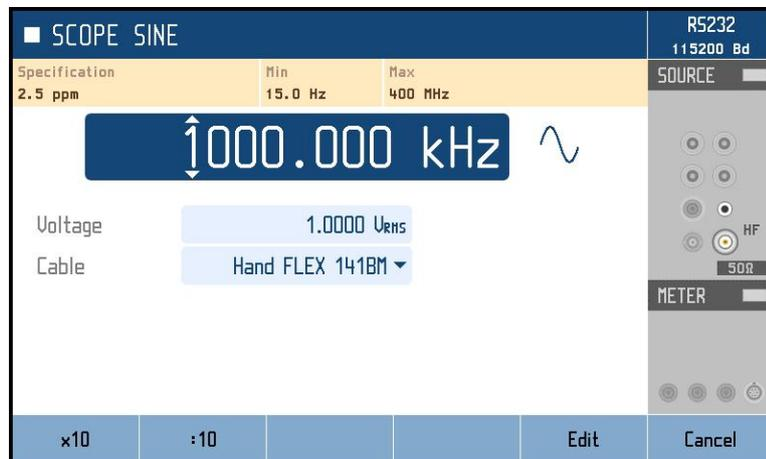 SCOPE SINE
RS232
115200 Bd
Specification Min Max
2.5 ppm 15.0 Hz 400 MHz
SOURCE
1000.000 kHz
Voltage 1.0000 VRMS
HF
Cable Hand FLEX 141BM
50Ω
METER
x10 :10 Edit Cancel